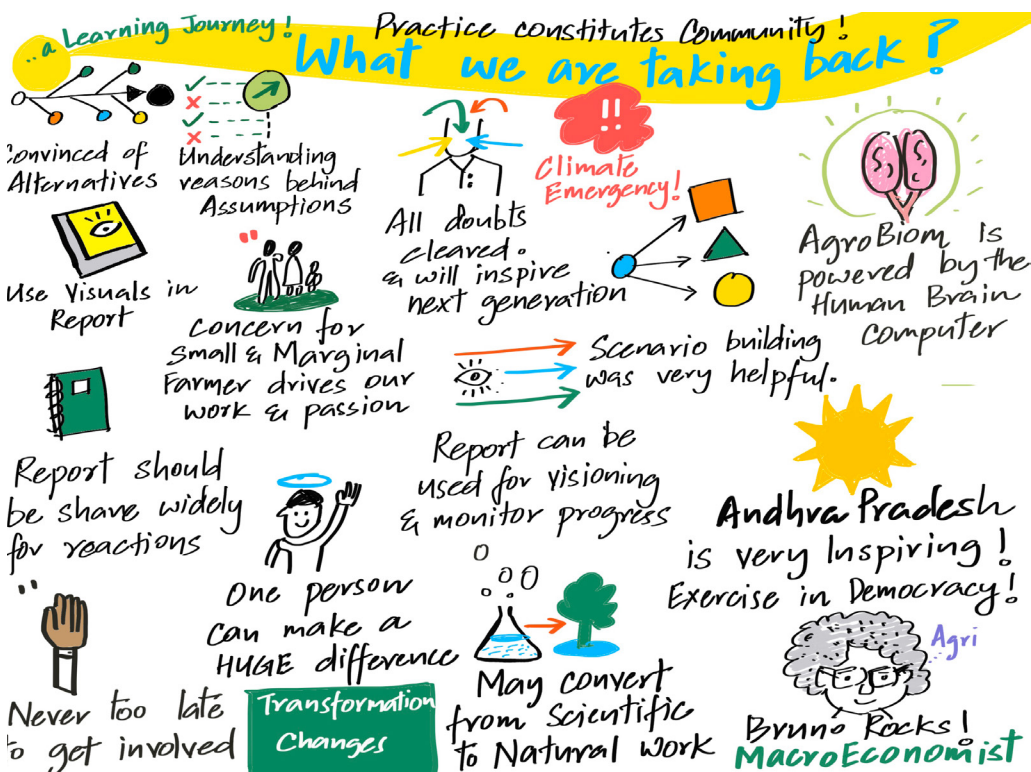 ...a Learning Journey!
Practice constitutes Community!
What we are taking back?
Convinced of
Alternatives
Understanding
reasons behind
Assumptions
All doubts
cleared.
& will inspire
next generation
!!
Climate
Emergency!
AgroBiom is
powered by the
Human Brain
Computer
Use Visuals in
Report
"
Concern for
Small & Marginal
Farmer drives our
work & passion
Scenario building
was very helpful.
Report should
be share widely
for reactions
One person
can make a
HUGE difference
Report can be
used for visioning
& monitor progress
Andhra Pradesh
is very Inspiring!
Exercise in Democracy!
"
Never too late
to get involved
Transformation
Changes
May convert
from Scientific
to Natural work
Agri
Bruno Rocks!
MacroEconomist